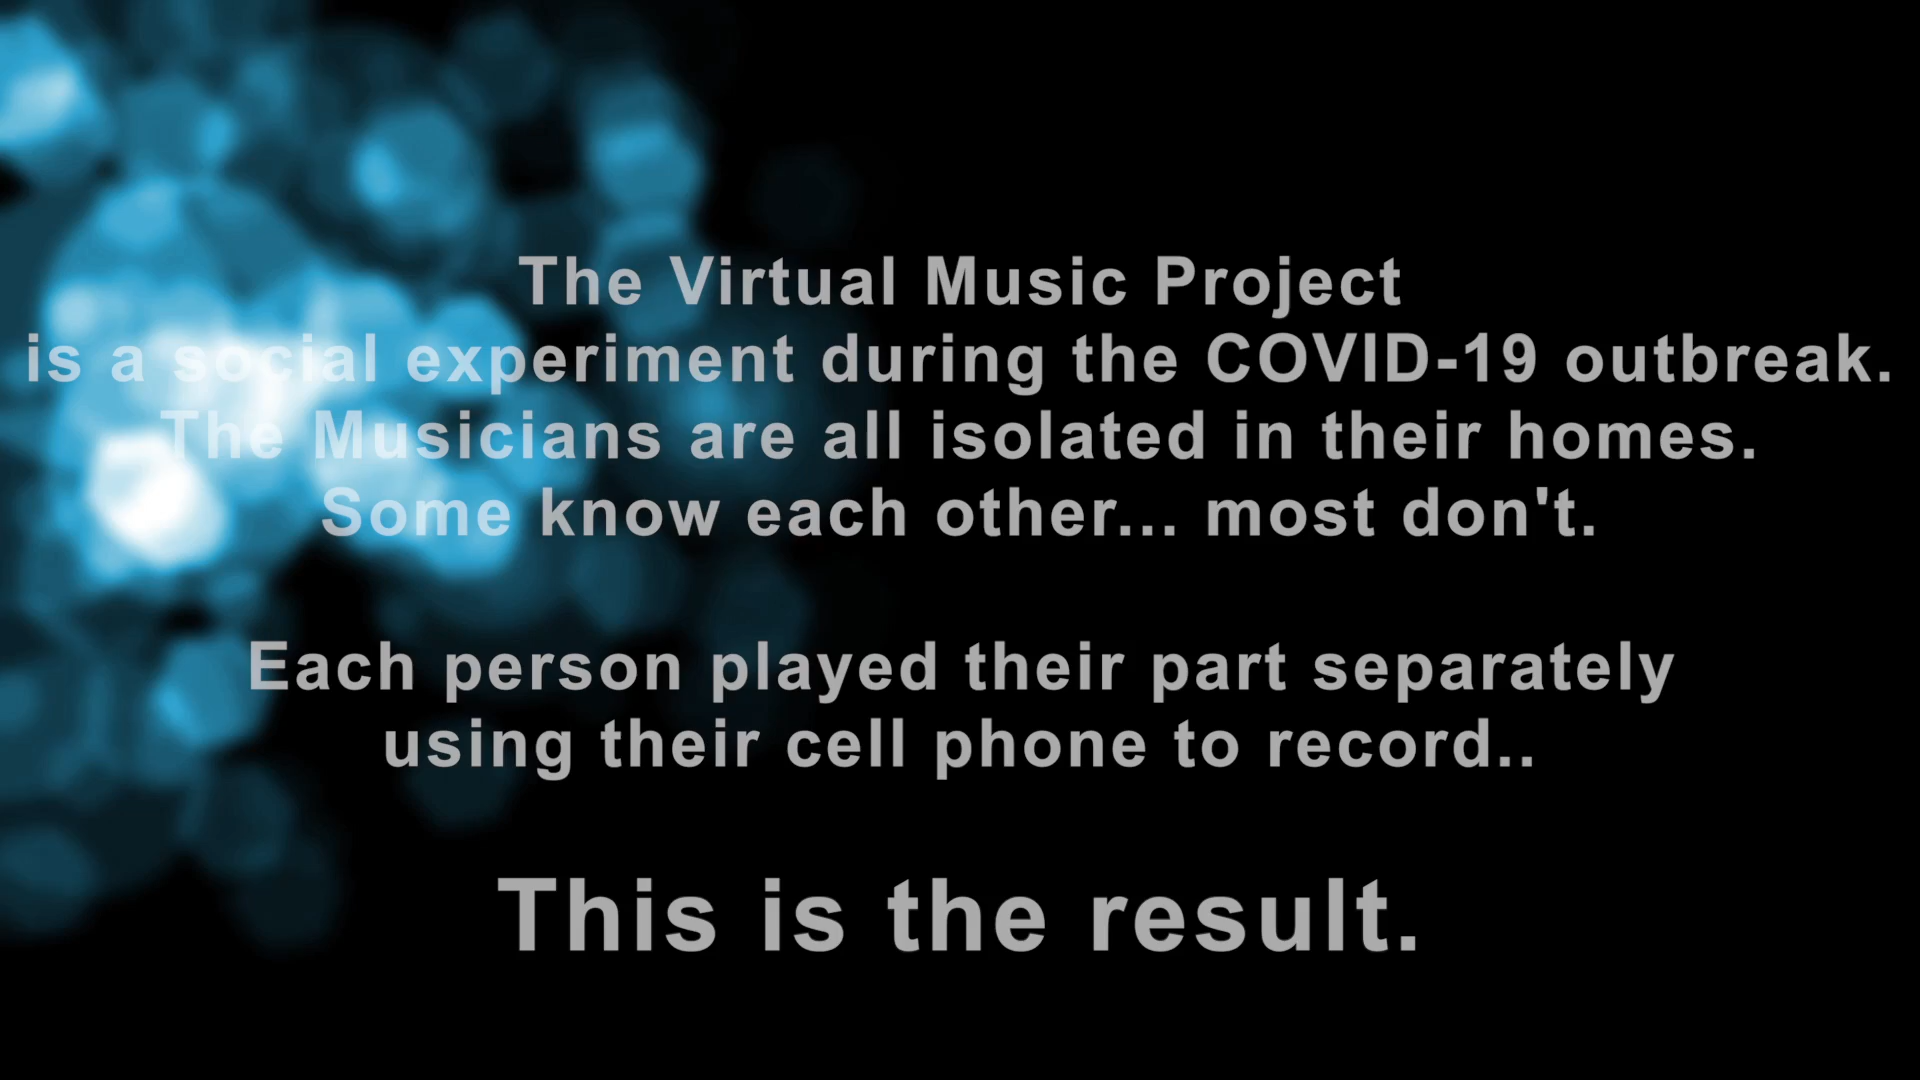 The Virtual Music Project
is a social experiment during the COVID-19 outbreak.
The Musicians are all isolated in their homes.
Some know each other... most don't.
Each person played their part separately
using their cell phone to record..
This is the result.